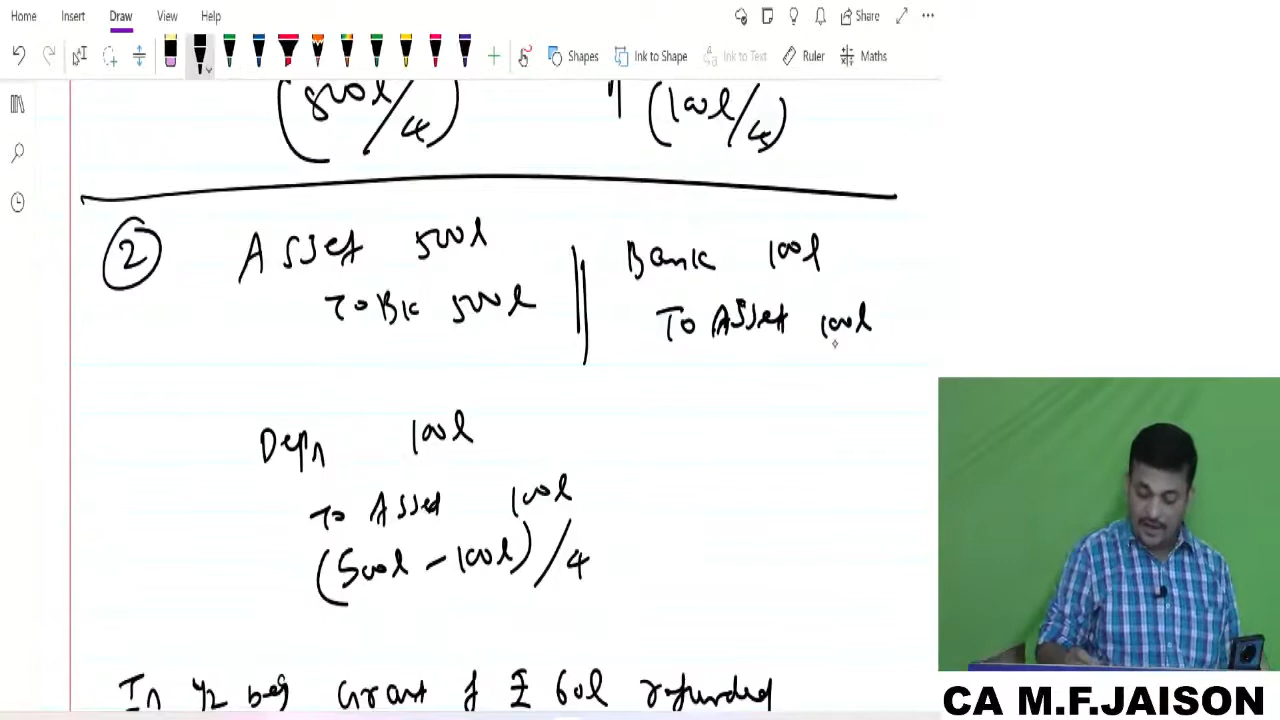 Home Insert Draw View Help Share
Shapes Ink to Shape Ink to Text Ruler Maths
(500l/4) (100l/4)
2 Asset 500l Bank 100l
To Bk 500l To Asset 100l
Depn 100l
To Asset 100l
(500l - 100l)/4
In Y2 beg Grant of ₹ 60l refunded
CA M.F.JAISON